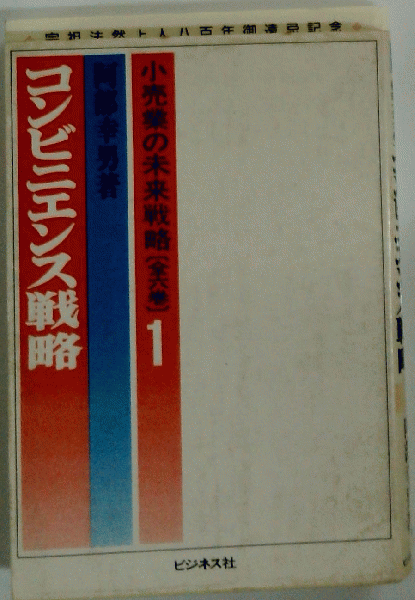 宗祖法然上人八百年御遠忌記念
小売業の未来戦略［全六巻］1
阿部幸男著
コンビニエンス戦略
ビジネス社